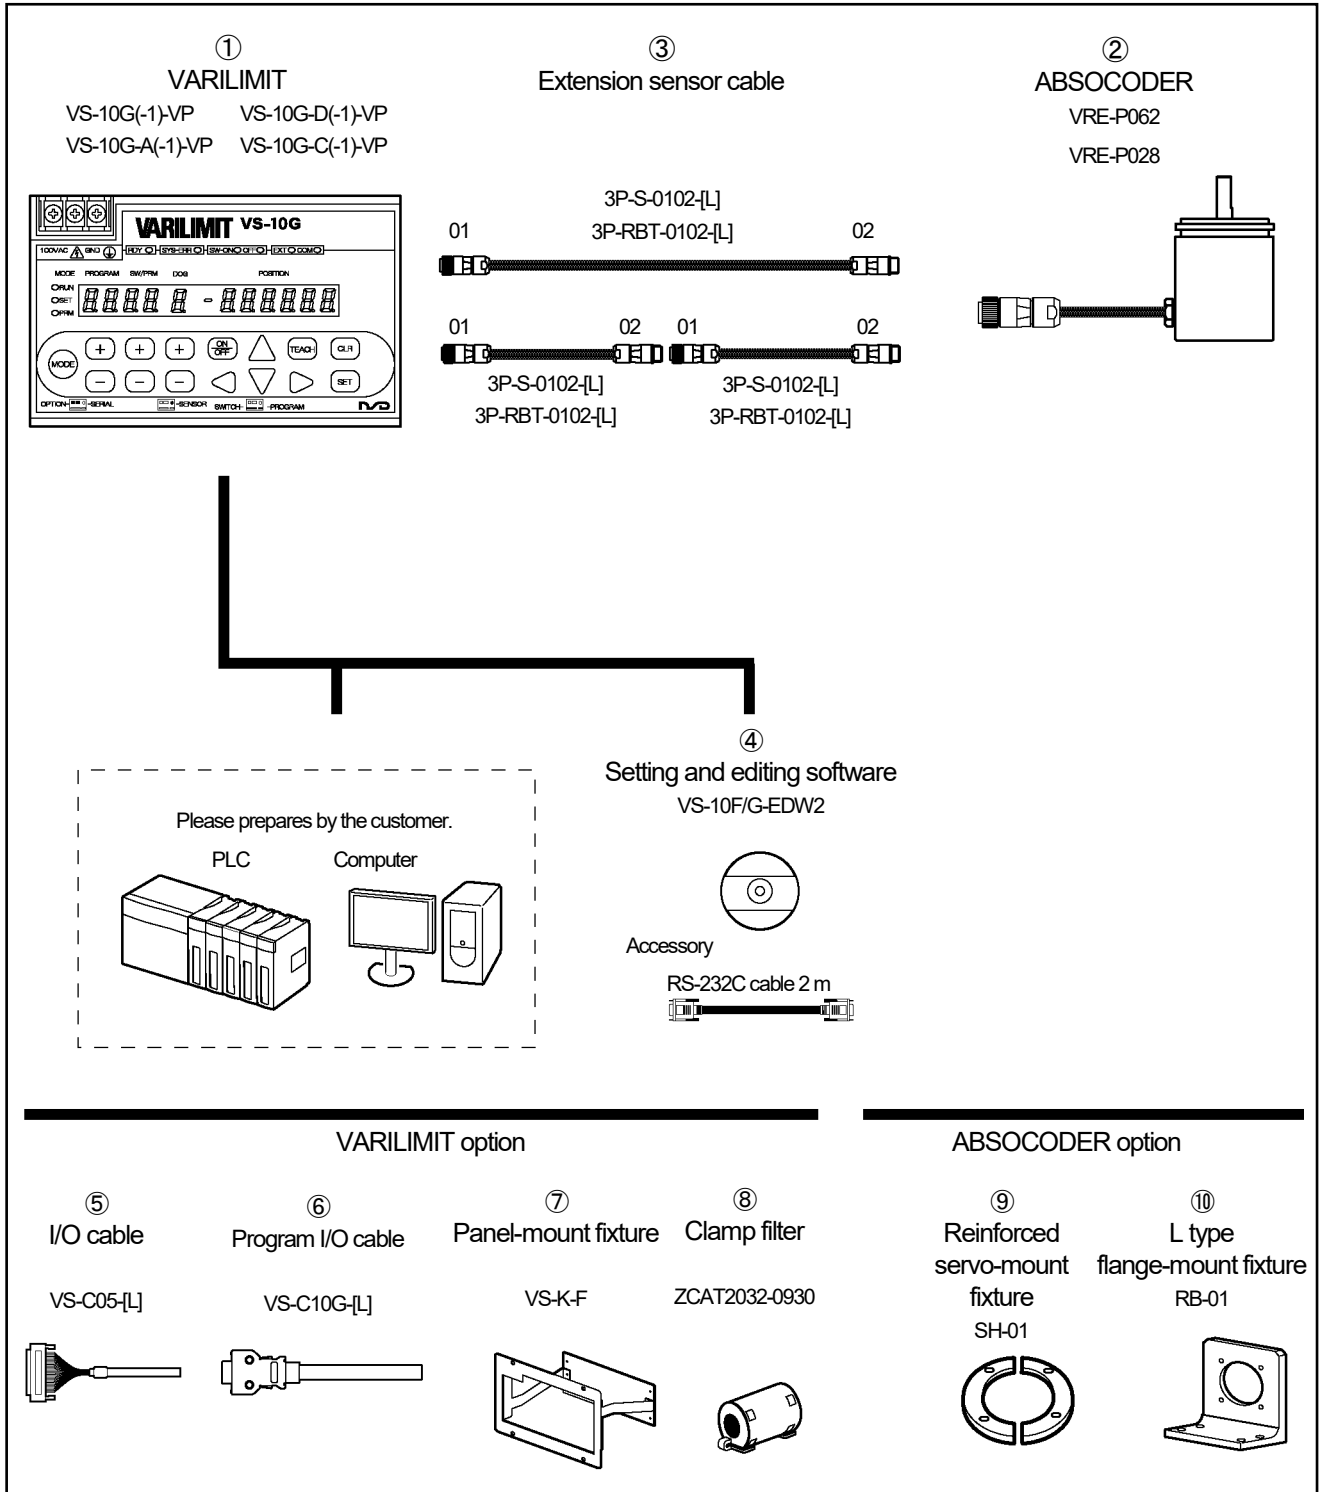 ①
VARILIMIT
VS-10G(-1)-VP VS-10G-D(-1)-VP
VS-10G-A(-1)-VP VS-10G-C(-1)-VP
③
Extension sensor cable
②
ABSOCODER
VRE-P062
VRE-P028
VARILIMIT VS-10G
100VAC GND RDY SYS-ERR SW-ON OFF EXT COM
MODE PROGRAM SW/PRM DOG POSITION
RUN
SET
PRM
MODE + + + ON OFF TEACH CLR
− − − SET
OPTION- -SERIAL -SENSOR SWITCH- -PROGRAM NSD
3P-S-0102-[L]
01 3P-RBT-0102-[L] 02
01 02 01 02
3P-S-0102-[L] 3P-S-0102-[L]
3P-RBT-0102-[L] 3P-RBT-0102-[L]
Please prepares by the customer.
PLC Computer
④
Setting and editing software
VS-10F/G-EDW2
Accessory
RS-232C cable 2 m
VARILIMIT option
⑤
I/O cable
VS-C05-[L]
⑥
Program I/O cable
VS-C10G-[L]
⑦
Panel-mount fixture
VS-K-F
⑧
Clamp filter
ZCAT2032-0930
ABSOCODER option
⑨
Reinforced
servo-mount
fixture
SH-01
⑩
L type
flange-mount fixture
RB-01